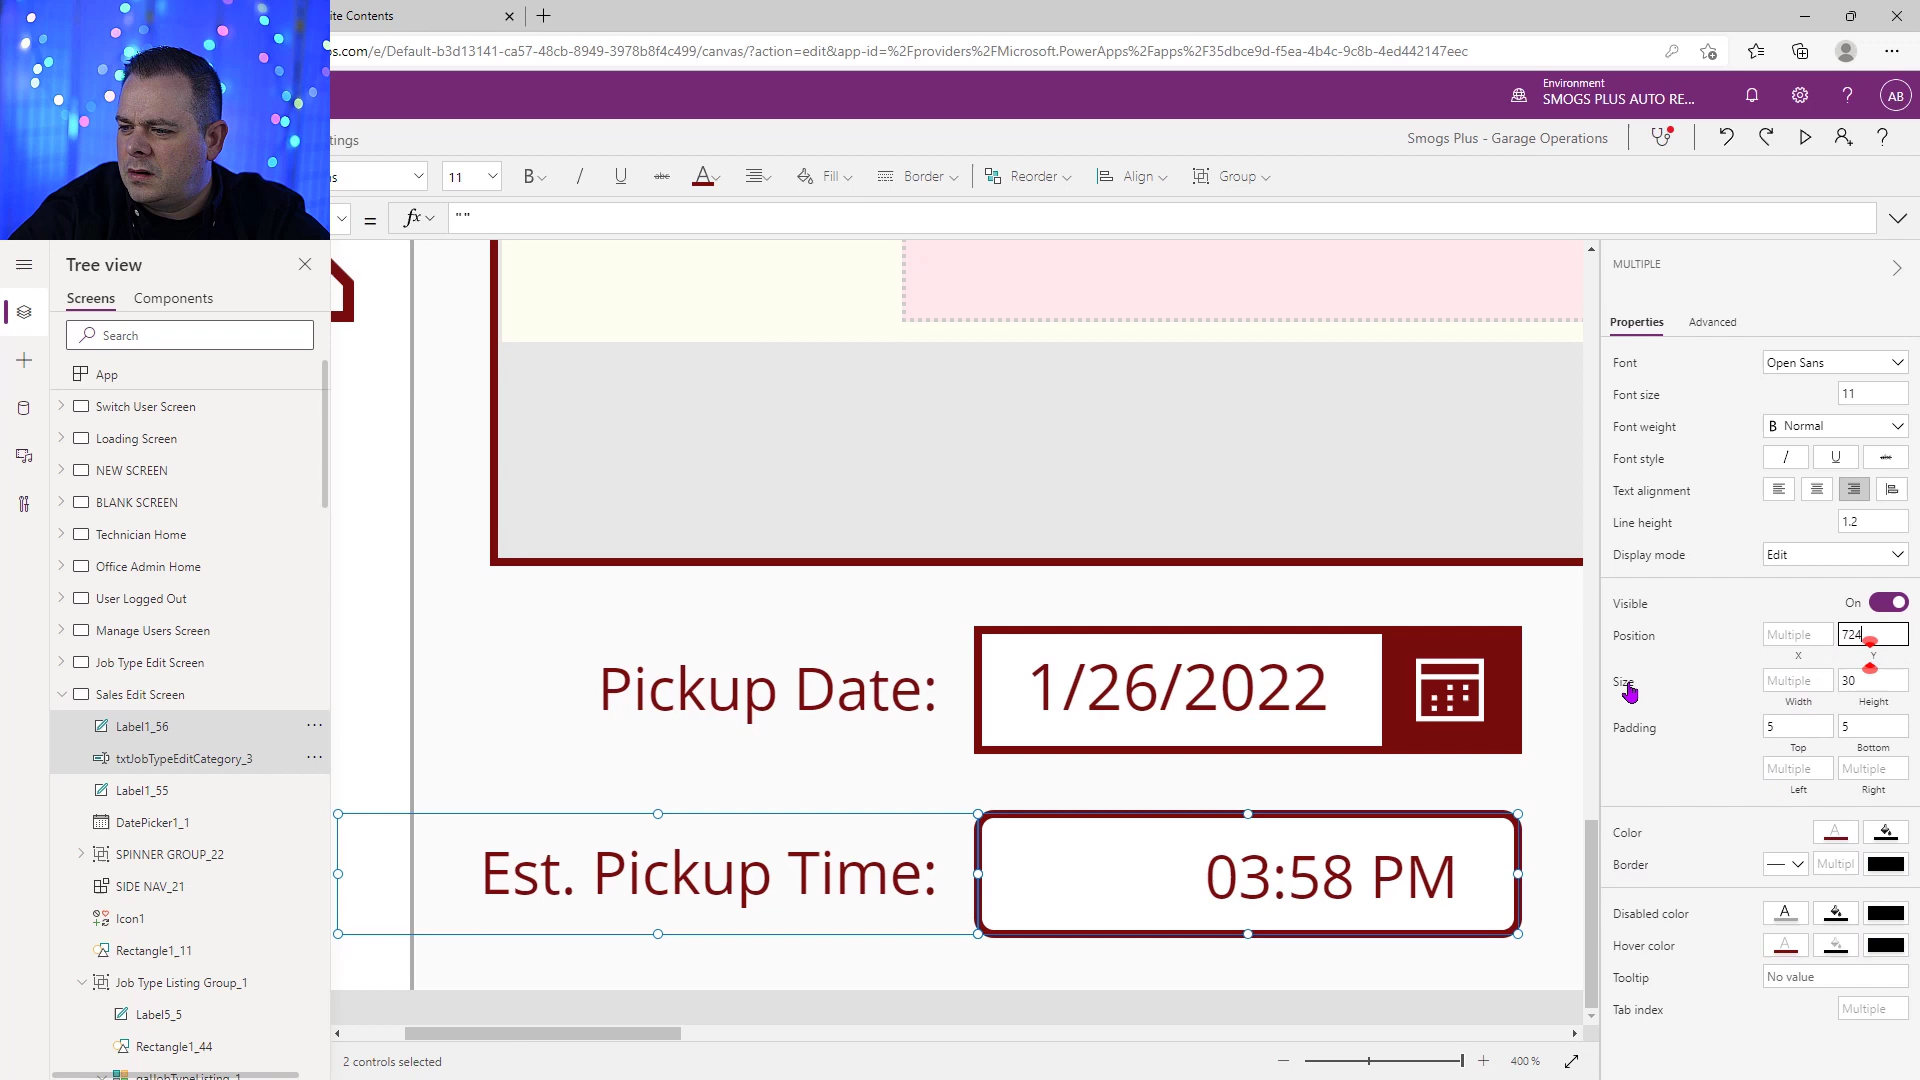 ite Contents
os.com/e/Default-b3d13141-ca57-48cb-8949-3978b8f4c499/canvas/?action=edit&app-id=%2Fproviders%2FMicrosoft.PowerApps%2Fapps%2F35dbce9d-f5ea-4b4c-9c8b-4ed442147eec
Environment
SMOGS PLUS AUTO RE...
AB
tings
Smogs Plus - Garage Operations
11
B
Fill
Border
Reorder
Align
Group
= fx ""
Tree view
Screens Components
Search
App
Switch User Screen
Loading Screen
NEW SCREEN
BLANK SCREEN
Technician Home
Office Admin Home
User Logged Out
Manage Users Screen
Job Type Edit Screen
Sales Edit Screen
Label1_56
txtJobTypeEditCategory_3
Label1_55
DatePicker1_1
SPINNER GROUP_22
SIDE NAV_21
Icon1
Rectangle1_11
Job Type Listing Group_1
Label5_5
Rectangle1_44
galJobTypeListing_1
Pickup Date: 1/26/2022
Est. Pickup Time: 03:58 PM
2 controls selected
400 %
MULTIPLE
Properties Advanced
Font Open Sans
Font size 11
Font weight B Normal
Font style / U abc
Text alignment
Line height 1.2
Display mode Edit
Visible On
Position Multiple 724
X Y
Size Multiple 30
Width Height
Padding 5 5
Top Bottom
Multiple Multiple
Left Right
Color
Border Multipl
Disabled color
Hover color
Tooltip No value
Tab index Multiple